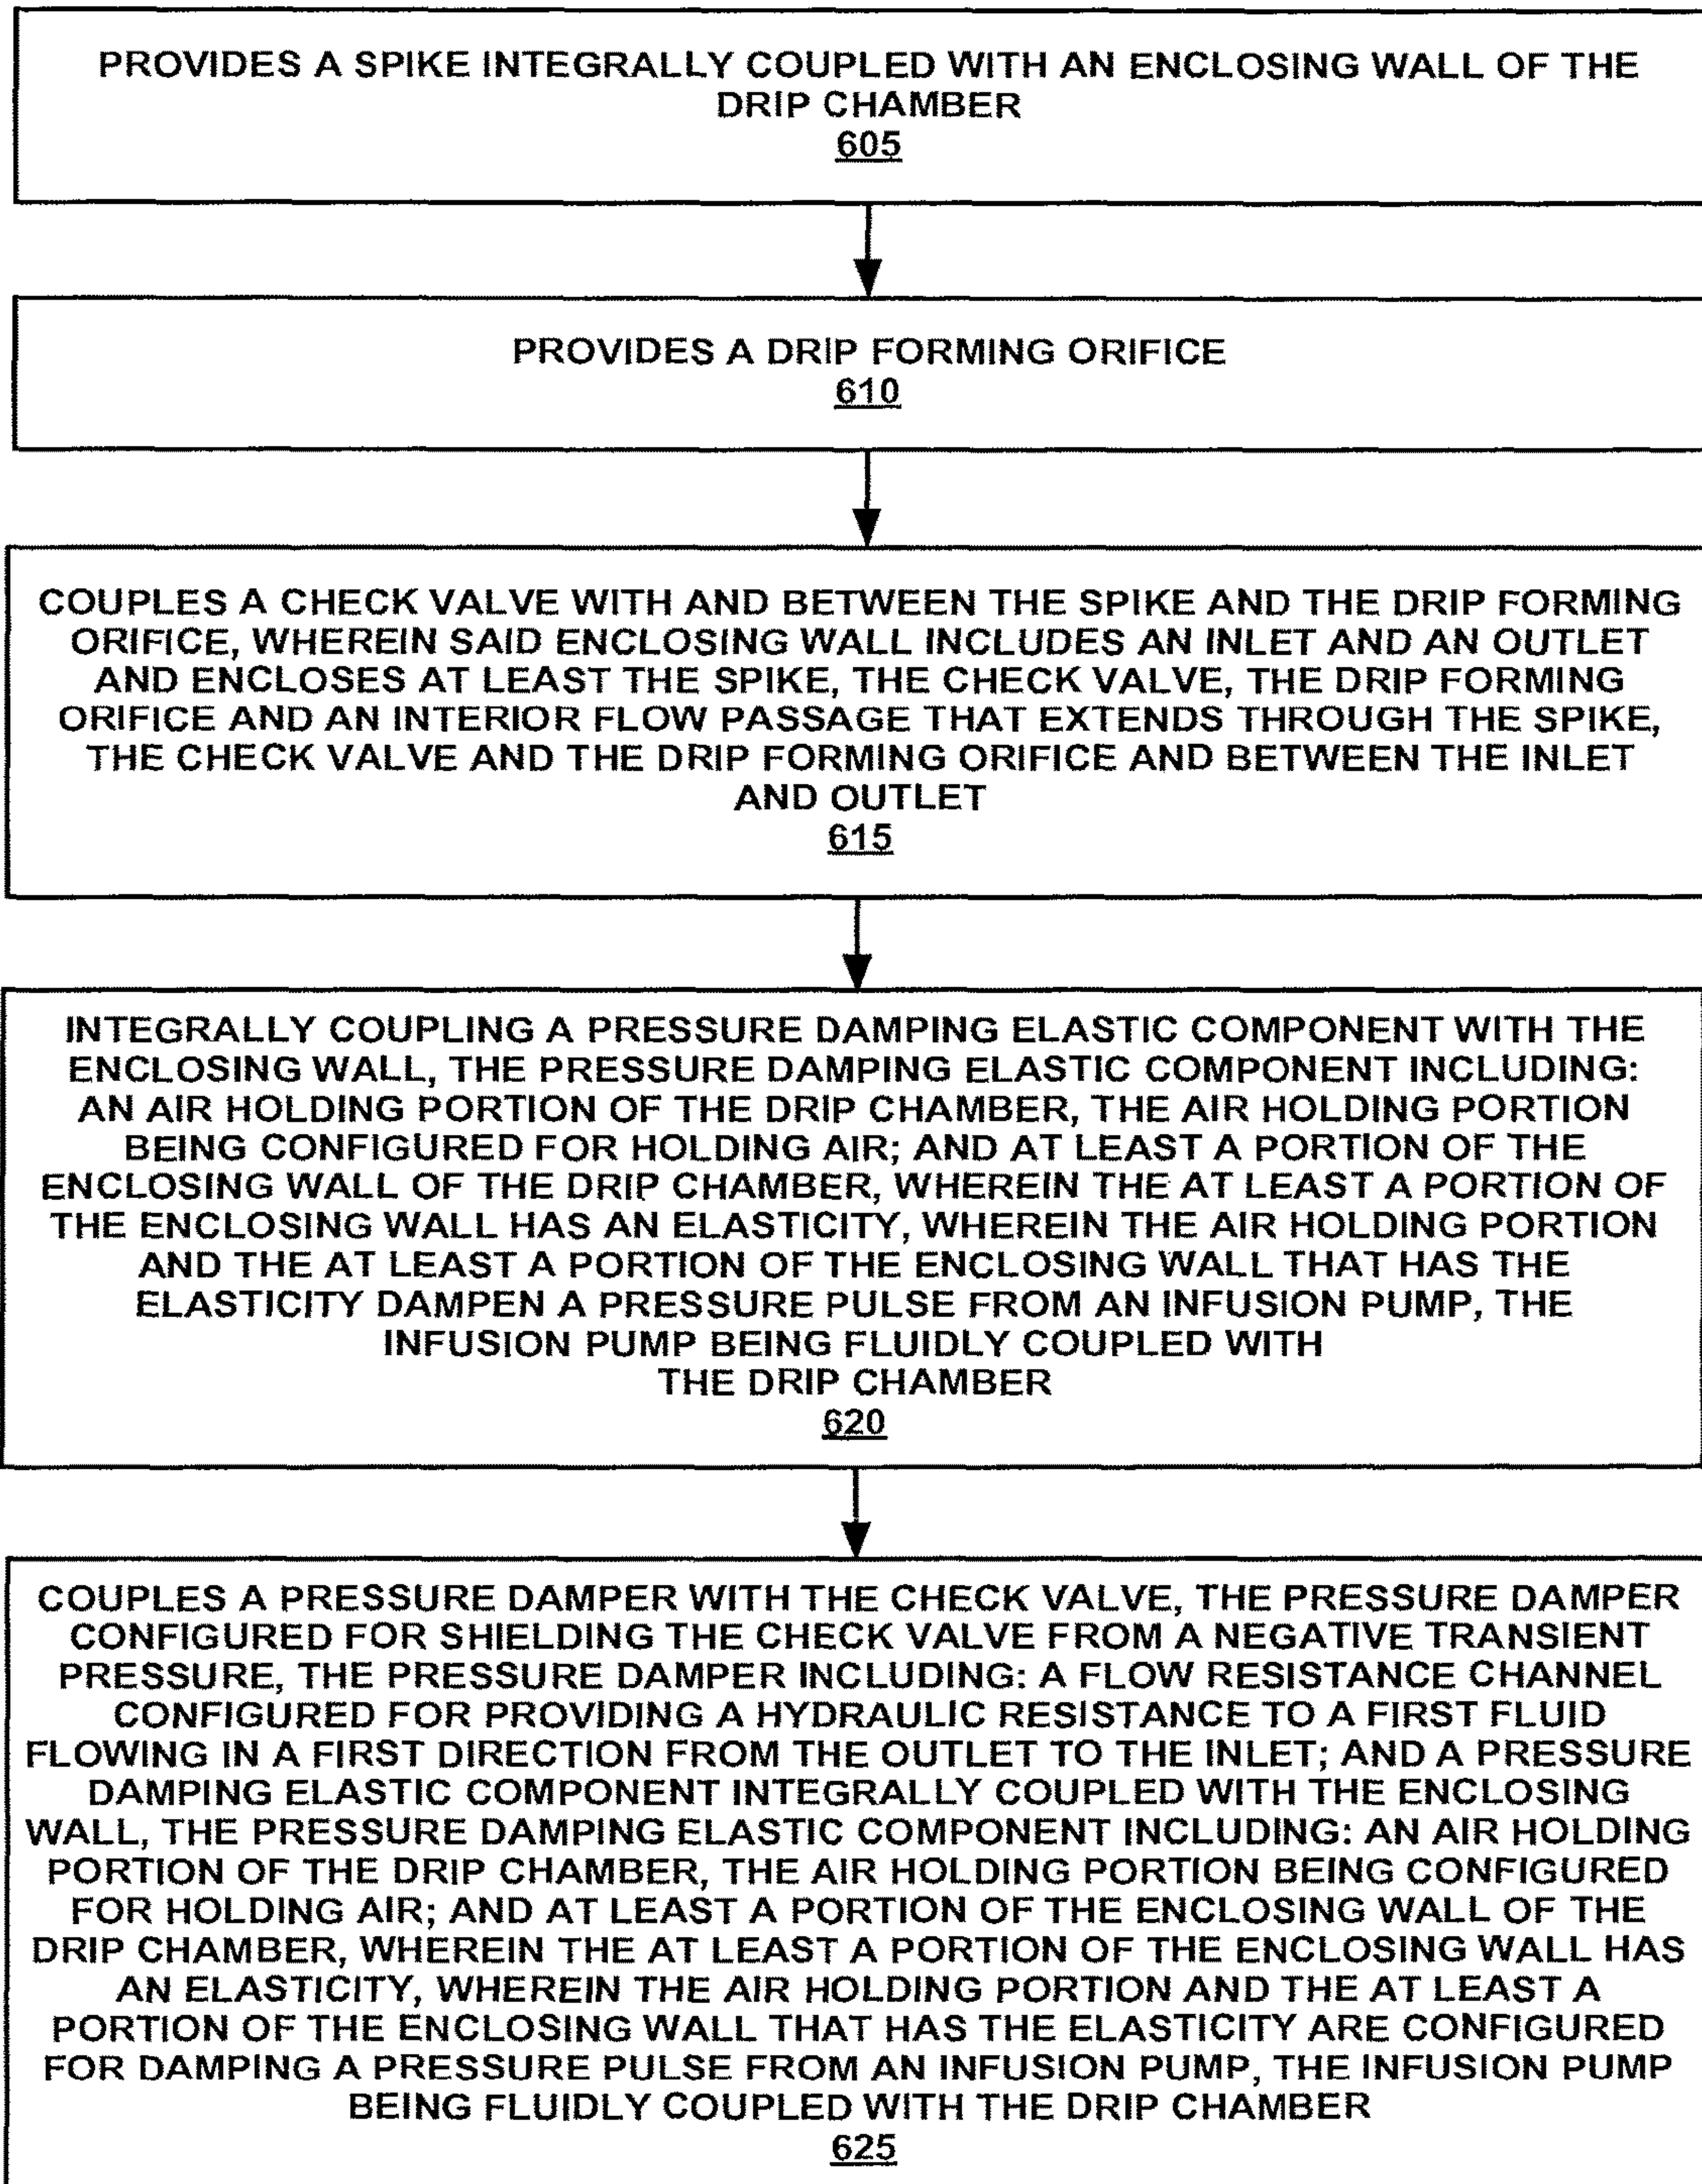 PROVIDES A SPIKE INTEGRALLY COUPLED WITH AN ENCLOSING WALL OF THE
DRIP CHAMBER
605
PROVIDES A DRIP FORMING ORIFICE
610
COUPLES A CHECK VALVE WITH AND BETWEEN THE SPIKE AND THE DRIP FORMING
ORIFICE, WHEREIN SAID ENCLOSING WALL INCLUDES AN INLET AND AN OUTLET
AND ENCLOSES AT LEAST THE SPIKE, THE CHECK VALVE, THE DRIP FORMING
ORIFICE AND AN INTERIOR FLOW PASSAGE THAT EXTENDS THROUGH THE SPIKE,
THE CHECK VALVE AND THE DRIP FORMING ORIFICE AND BETWEEN THE INLET
AND OUTLET
615
INTEGRALLY COUPLING A PRESSURE DAMPING ELASTIC COMPONENT WITH THE
ENCLOSING WALL, THE PRESSURE DAMPING ELASTIC COMPONENT INCLUDING:
AN AIR HOLDING PORTION OF THE DRIP CHAMBER, THE AIR HOLDING PORTION
BEING CONFIGURED FOR HOLDING AIR; AND AT LEAST A PORTION OF THE
ENCLOSING WALL OF THE DRIP CHAMBER, WHEREIN THE AT LEAST A PORTION OF
THE ENCLOSING WALL HAS AN ELASTICITY, WHEREIN THE AIR HOLDING PORTION
AND THE AT LEAST A PORTION OF THE ENCLOSING WALL THAT HAS THE
ELASTICITY DAMPEN A PRESSURE PULSE FROM AN INFUSION PUMP, THE
INFUSION PUMP BEING FLUIDLY COUPLED WITH
THE DRIP CHAMBER
620
COUPLES A PRESSURE DAMPER WITH THE CHECK VALVE, THE PRESSURE DAMPER
CONFIGURED FOR SHIELDING THE CHECK VALVE FROM A NEGATIVE TRANSIENT
PRESSURE, THE PRESSURE DAMPER INCLUDING: A FLOW RESISTANCE CHANNEL
CONFIGURED FOR PROVIDING A HYDRAULIC RESISTANCE TO A FIRST FLUID
FLOWING IN A FIRST DIRECTION FROM THE OUTLET TO THE INLET; AND A PRESSURE
DAMPING ELASTIC COMPONENT INTEGRALLY COUPLED WITH THE ENCLOSING
WALL, THE PRESSURE DAMPING ELASTIC COMPONENT INCLUDING: AN AIR HOLDING
PORTION OF THE DRIP CHAMBER, THE AIR HOLDING PORTION BEING CONFIGURED
FOR HOLDING AIR; AND AT LEAST A PORTION OF THE ENCLOSING WALL OF THE
DRIP CHAMBER, WHEREIN THE AT LEAST A PORTION OF THE ENCLOSING WALL HAS
AN ELASTICITY, WHEREIN THE AIR HOLDING PORTION AND THE AT LEAST A
PORTION OF THE ENCLOSING WALL THAT HAS THE ELASTICITY ARE CONFIGURED
FOR DAMPING A PRESSURE PULSE FROM AN INFUSION PUMP, THE INFUSION PUMP
BEING FLUIDLY COUPLED WITH THE DRIP CHAMBER
625